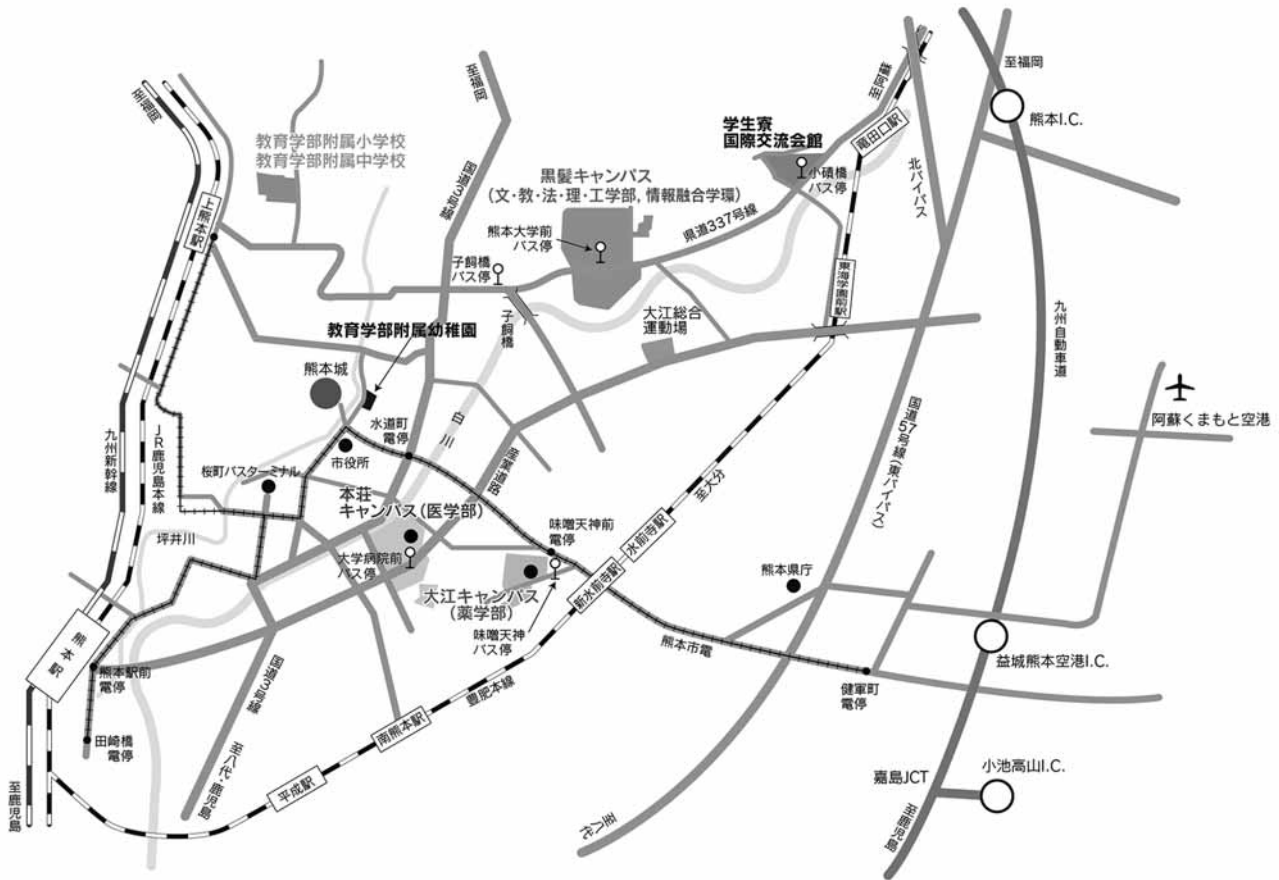 至福岡
教育学部附属小学校
教育学部附属中学校
上熊本駅
至福岡
国道3号線
黒髪キャンパス
(文・教・法・理・工学部, 情報融合学環)
熊本大学前
バス停
学生寮
国際交流会館
小磧橋
バス停
至阿蘇
竜田口駅
北バイパス
至福岡
熊本I.C.
県道337号線
子飼橋
バス停
子飼橋
東海学園前駅
大江総合
運動場
九州自動車道
教育学部附属幼稚園
熊本城
水道町
電停
白川
市役所
桜町バスターミナル
九州新幹線
JR鹿児島本線
産業道路
国道57号線(東バイパス)
阿蘇くまもと空港
本荘
キャンパス(医学部)
坪井川
大学病院前
バス停
味噌天神前
電停
至大分
水前寺駅
新水前寺駅
大江キャンパス
(薬学部)
味噌天神
バス停
熊本県庁
熊本市電
健軍町
電停
益城熊本空港I.C.
熊本駅
熊本駅前
電停
国道3号線
豊肥本線
南熊本駅
平成駅
田崎橋
電停
至鹿児島
至八代・鹿児島
至八代
嘉島JCT
小池高山I.C.
至鹿児島